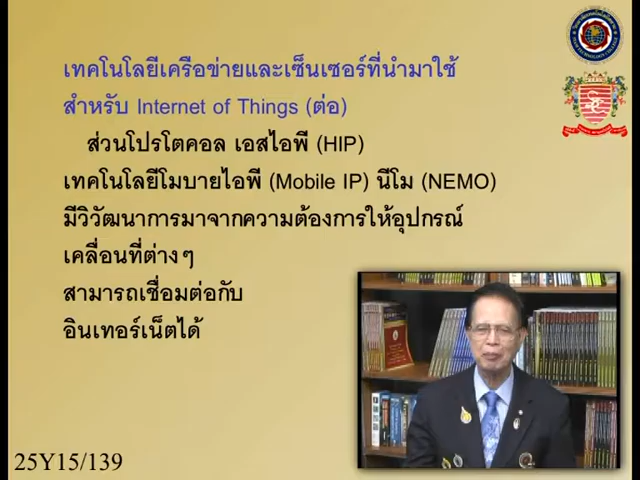 เทคโนโลยีเครือข่ายและเซ็นเซอร์ที่นำมาใช้
สำหรับ Internet of Things (ต่อ)
ส่วนโปรโตคอล เอสไอพี (HIP)
เทคโนโลยีโมบายไอพี (Mobile IP) นีโม (NEMO)
มีวิวัฒนาการมาจากความต้องการให้อุปกรณ์
เคลื่อนที่ต่างๆ
สามารถเชื่อมต่อกับ
อินเทอร์เน็ตได้
25Y15/139